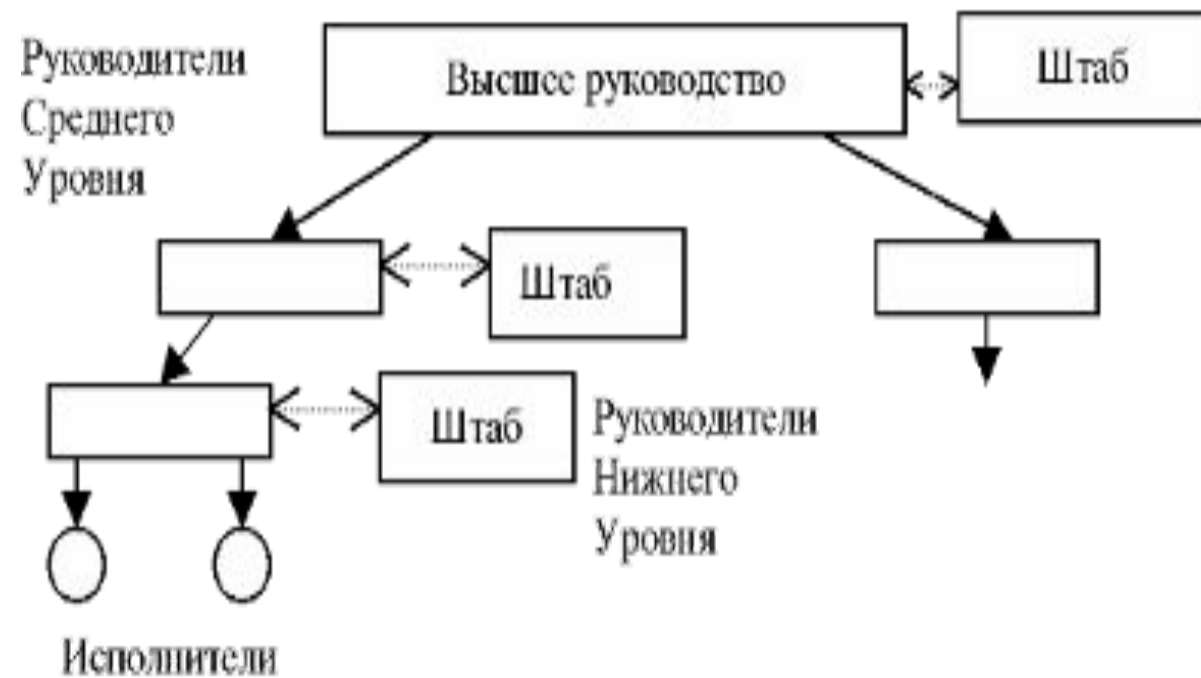 Руководители
Среднего
Уровня
Высшее руководство
Штаб
Штаб
Штаб
Руководители
Нижнего
Уровня
Исполнители